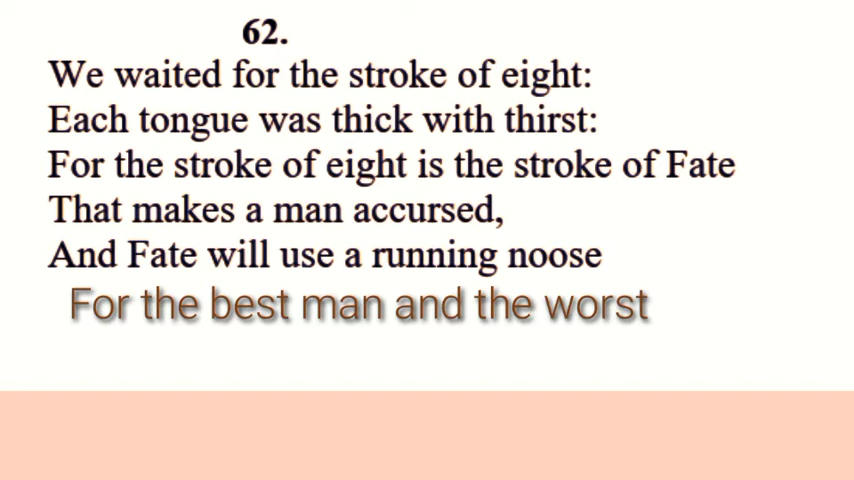 62.
We waited for the stroke of eight:
Each tongue was thick with thirst:
For the stroke of eight is the stroke of Fate
That makes a man accursed,
And Fate will use a running noose
For the best man and the worst